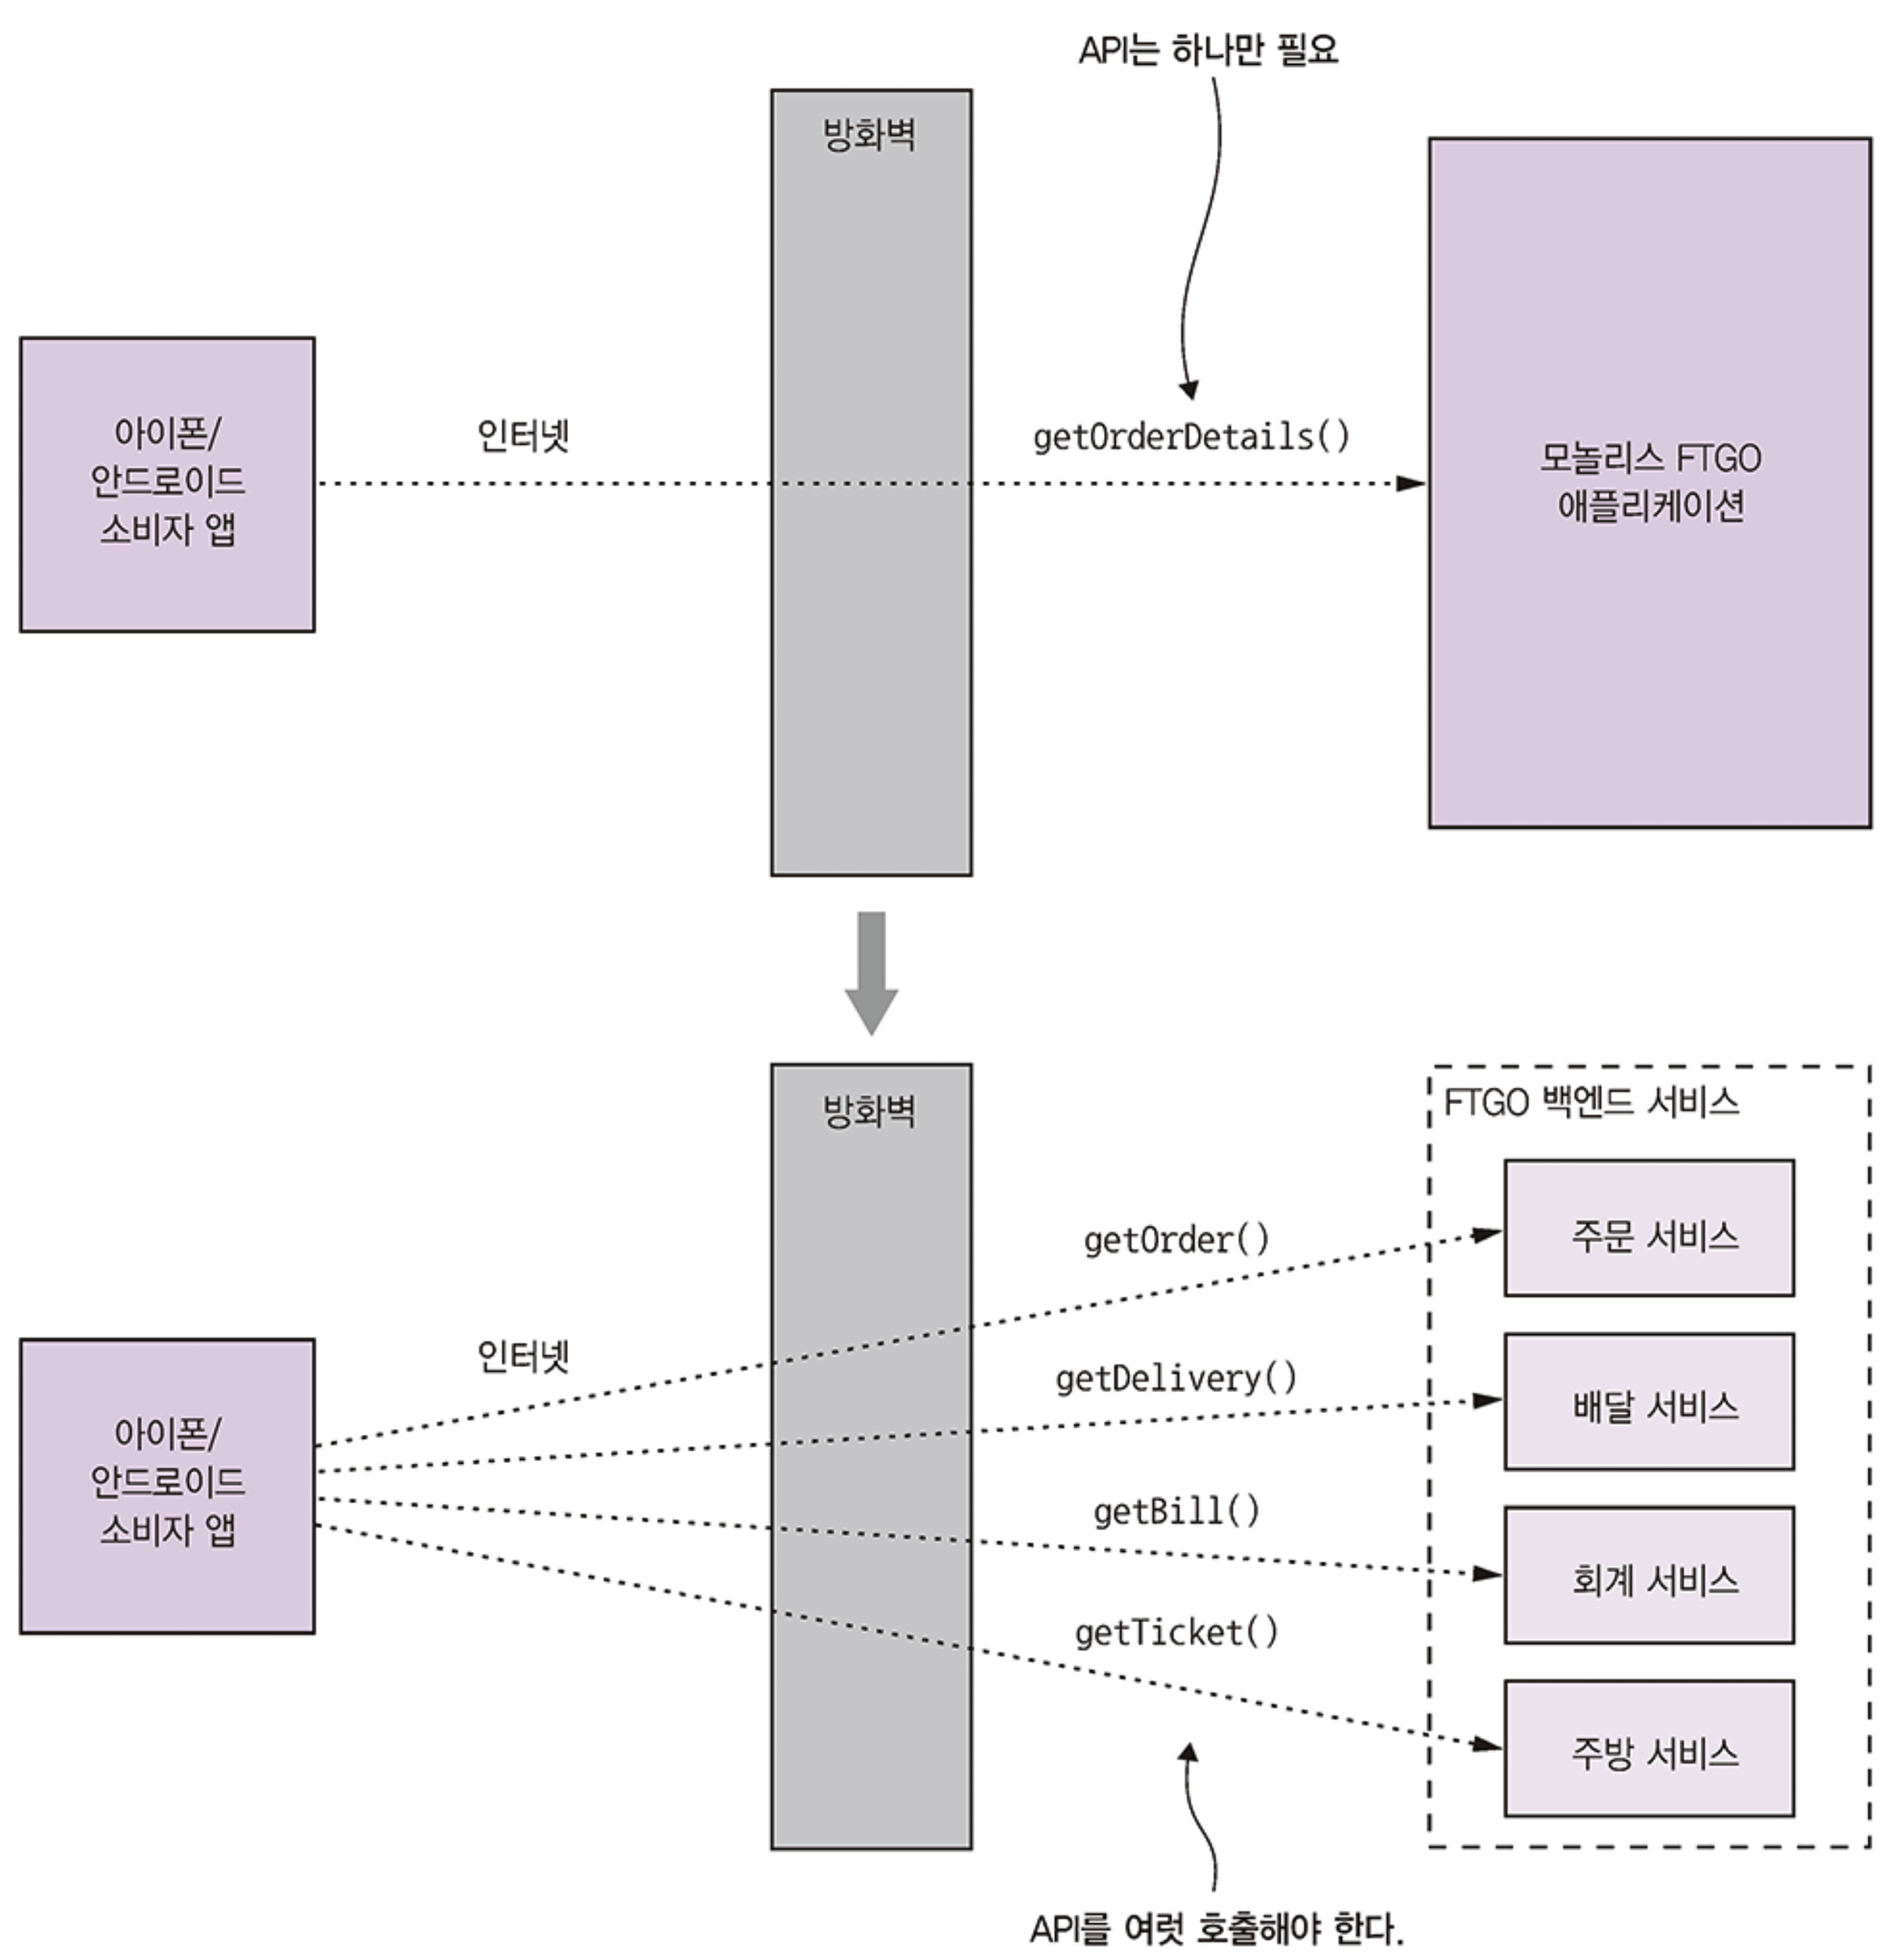 API는 하나만 필요
방화벽
아이폰/
안드로이드
소비자 앱
인터넷
getOrderDetails()
모놀리스 FTGO
애플리케이션
방화벽
FTGO 백엔드 서비스
getOrder()
주문 서비스
인터넷
getDelivery()
배달 서비스
아이폰/
안드로이드
소비자 앱
getBill()
회계 서비스
getTicket()
주방 서비스
API를 여럿 호출해야 한다.